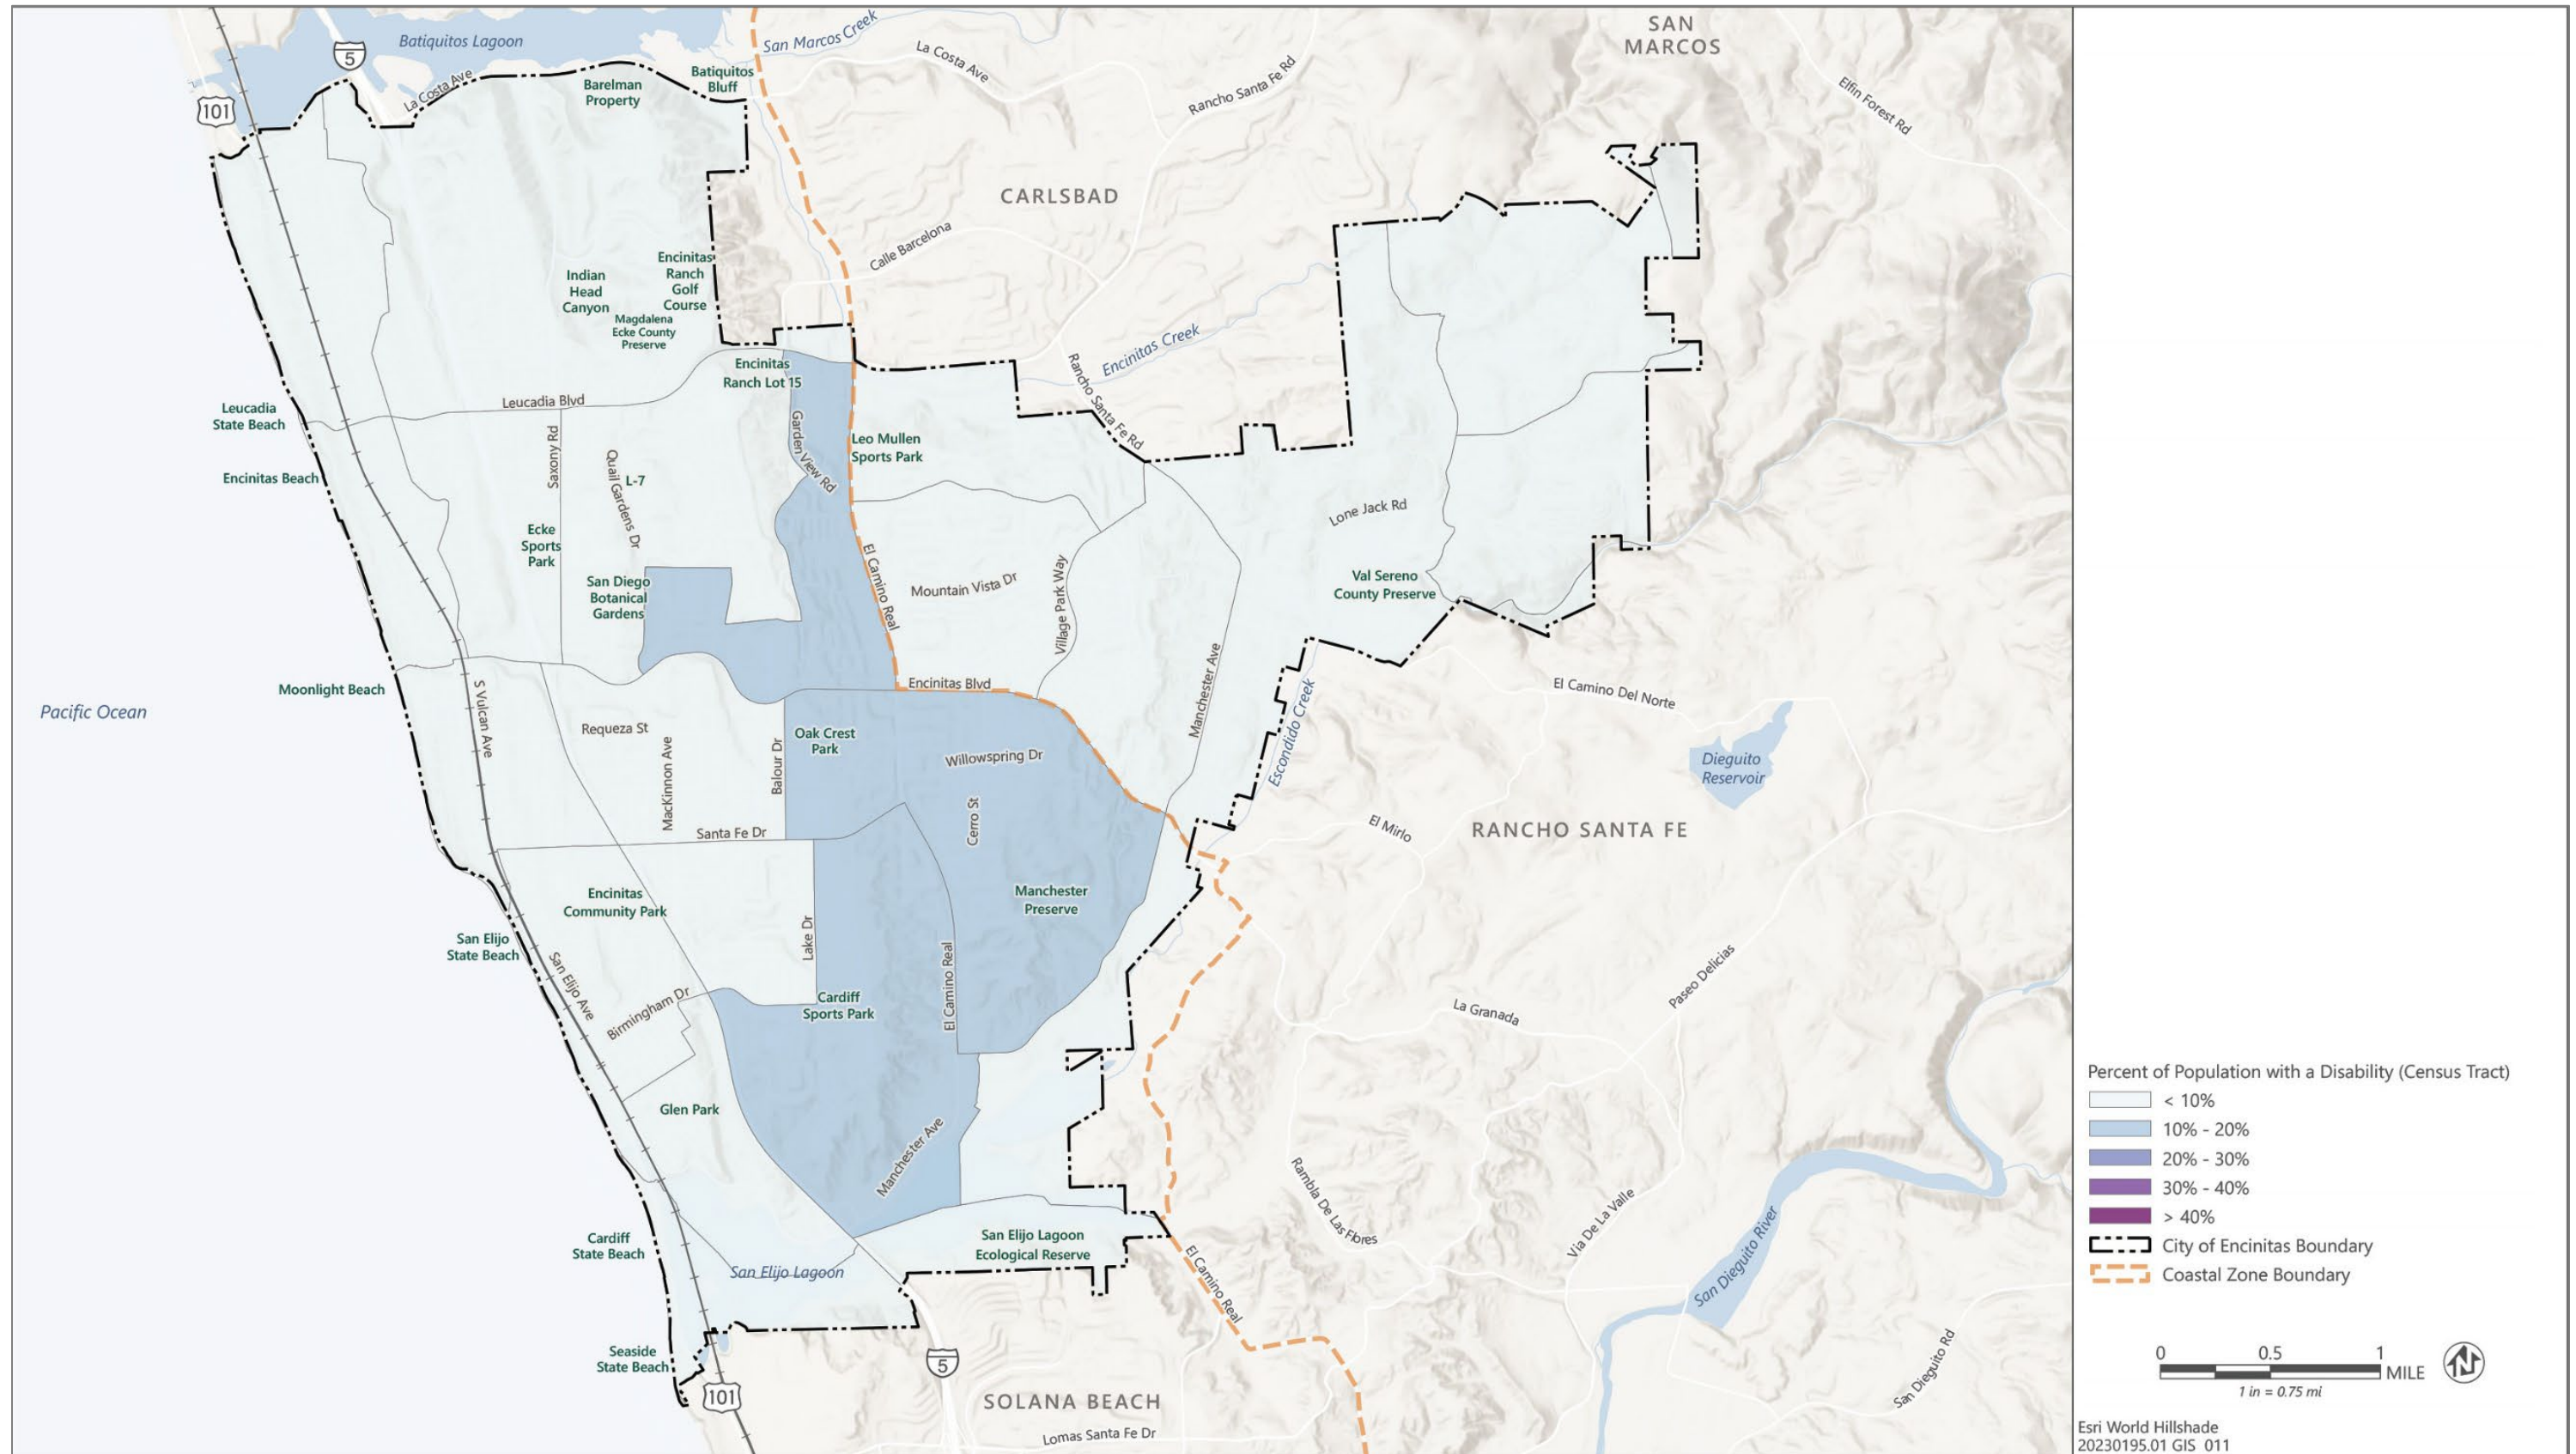 SAN
MARCOS
Batiquitos Lagoon
San Marcos Creek
La Costa Ave
5
Rancho Santa Fe Rd
Elfin Forest Rd
101
La Costa Ave
Barelman
Property
Batiquitos
Bluff
CARLSBAD
Calle Barcelona
Indian
Head
Canyon
Encinitas
Ranch
Golf
Course
Magdalena
Ecke County
Preserve
Encinitas Creek
Rancho Santa Fe Rd
Encinitas
Ranch Lot 15
Leucadia Blvd
Leucadia
State Beach
Garden View Rd
Leo Mullen
Sports Park
Encinitas Beach
Saxony Rd
Quail Gardens Dr
L-7
Lone Jack Rd
Ecke
Sports
Park
El Camino Real
San Diego
Botanical
Gardens
Mountain Vista Dr
Village Park Way
Val Sereno
County Preserve
Moonlight Beach
Encinitas Blvd
Manchester Ave
Escondido Creek
El Camino Del Norte
Pacific Ocean
S Vulcan Ave
Requeza St
MacKinnon Ave
Balour Dr
Oak Crest
Park
Willowspring Dr
Cerro St
Dieguito
Reservoir
Santa Fe Dr
El Mirlo
RANCHO SANTA FE
Encinitas
Community Park
Lake Dr
Manchester
Preserve
San Elijo
State Beach
San Elijo Ave
Birmingham Dr
Cardiff
Sports Park
El Camino Real
La Granada
Paseo Delicias
Glen Park
Manchester Ave
Rambla De Las Flores
Via De La Valle
San Dieguito River
Cardiff
State Beach
San Elijo Lagoon
San Elijo Lagoon
Ecological Reserve
El Camino Real
Seaside
State Beach
5
101
SOLANA BEACH
Lomas Santa Fe Dr
San Dieguito Rd
Percent of Population with a Disability (Census Tract)
< 10%
10% - 20%
20% - 30%
30% - 40%
> 40%
City of Encinitas Boundary
Coastal Zone Boundary
0 0.5 1
MILE
N
1 in = 0.75 mi
Esri World Hillshade
20230195.01 GIS 011